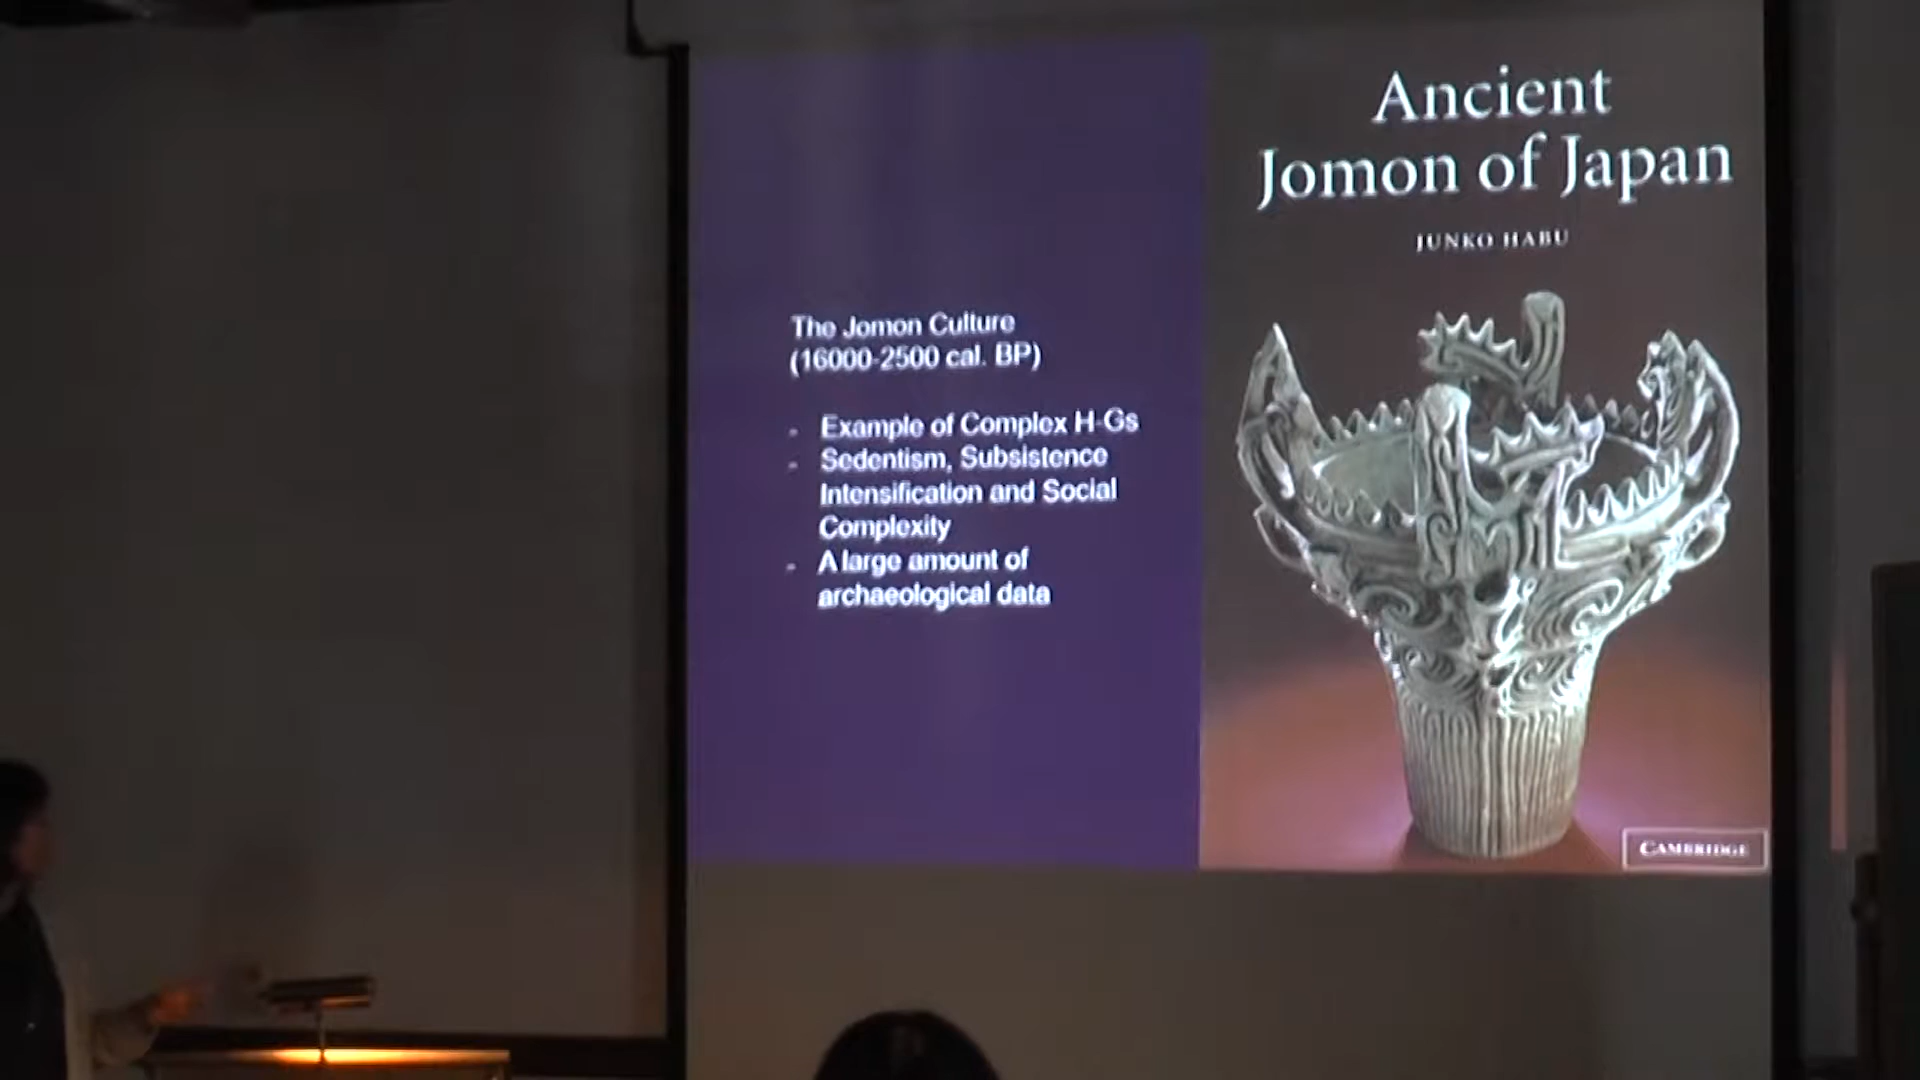 The Jomon Culture
(16000-2500 cal. BP)
- Example of Complex H-Gs
- Sedentism, Subsistence
Intensification and Social
Complexity
- A large amount of
archaeological data
Ancient
Jomon of Japan
JUNKO HABU
CAMBRIDGE